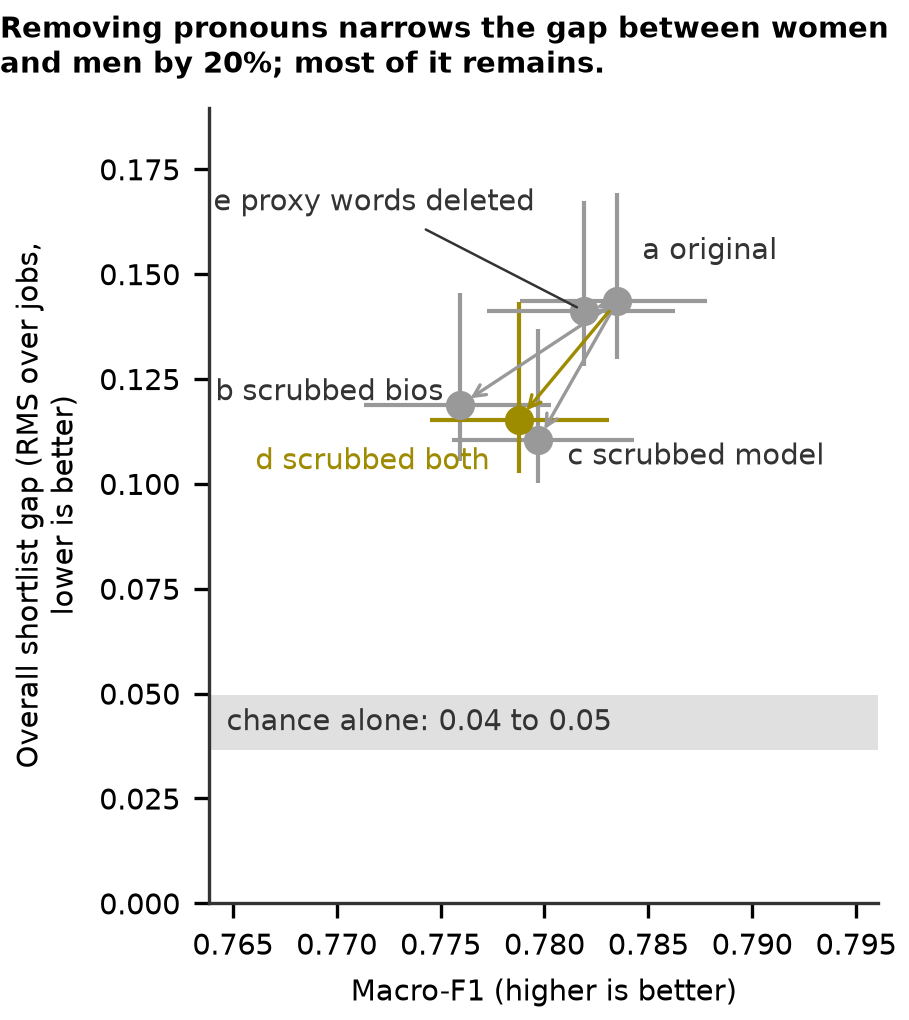 Removing pronouns narrows the gap between women
and men by 20%; most of it remains.
0.175
e proxy words deleted
a original
0.150
0.125
b scrubbed bios
d scrubbed both
c scrubbed model
0.100
0.075
0.050
chance alone: 0.04 to 0.05
0.025
0.000
Overall shortlist gap (RMS over jobs,
lower is better)
0.765 0.770 0.775 0.780 0.785 0.790 0.795
Macro-F1 (higher is better)